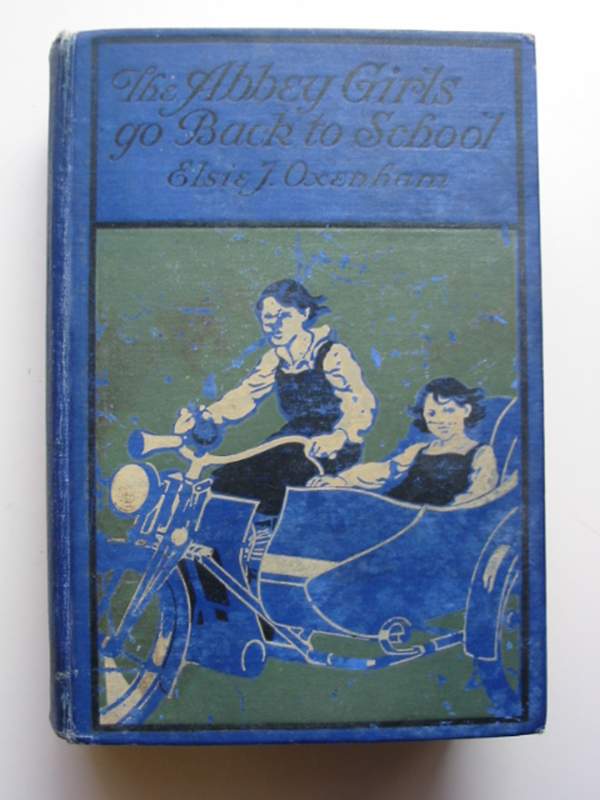 The Abbey Girls
go Back to School
Elsie J. Oxenham